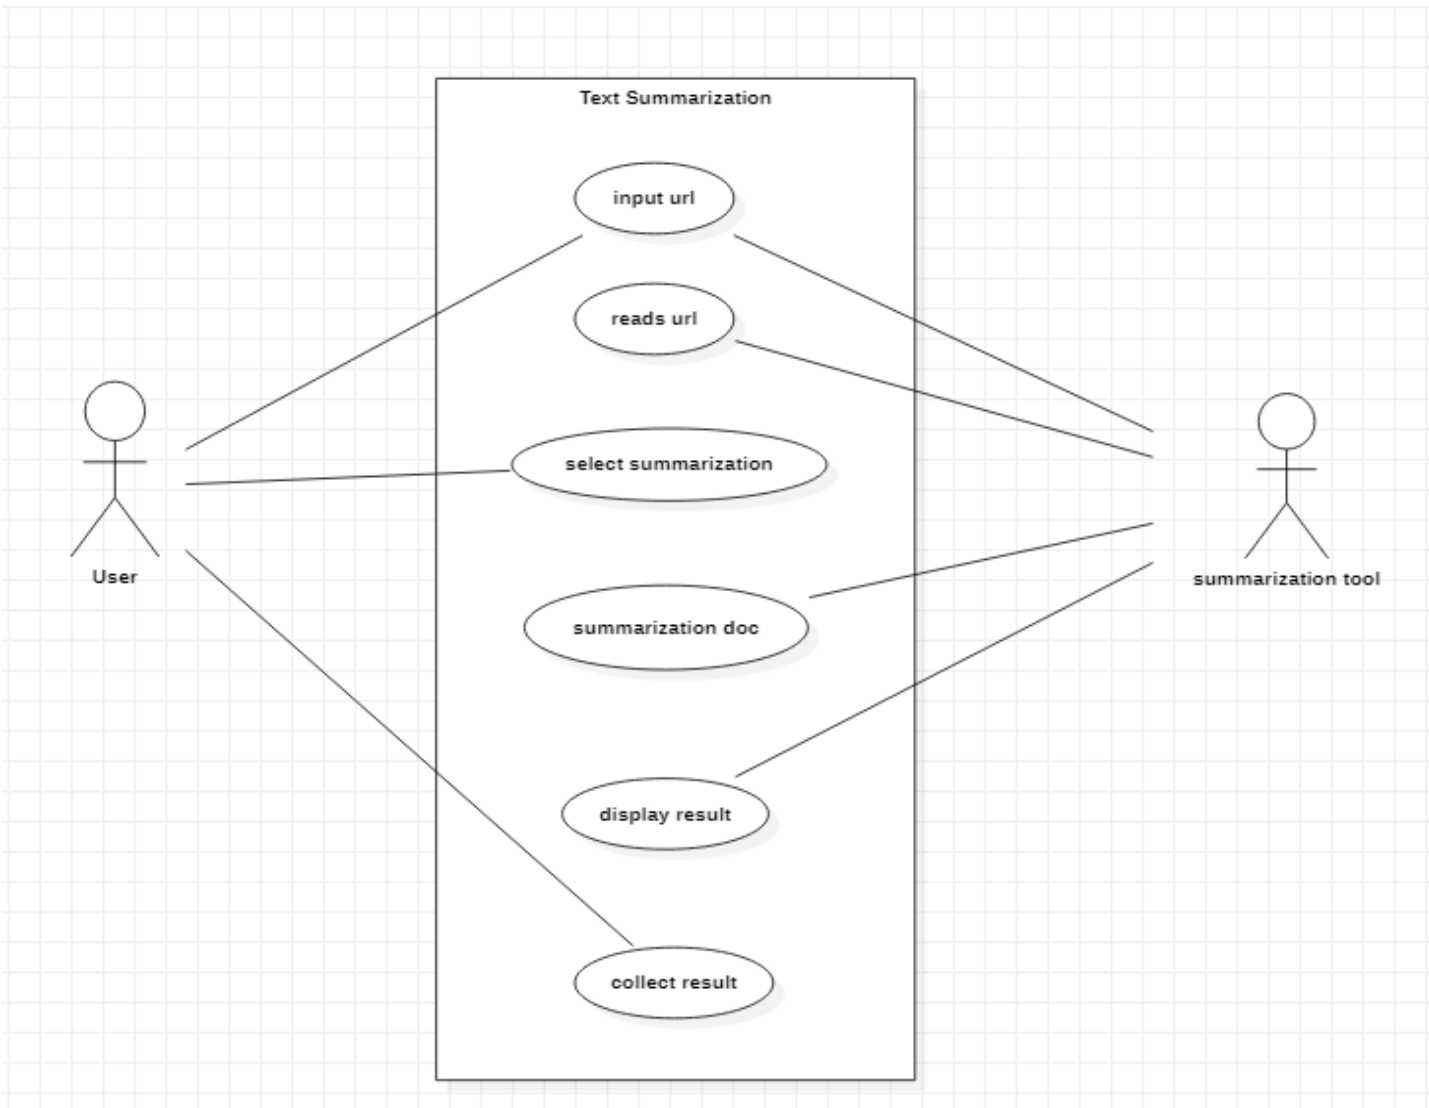 Text Summarization
input url
reads url
select summarization
User
summarization tool
summarization doc
display result
collect result